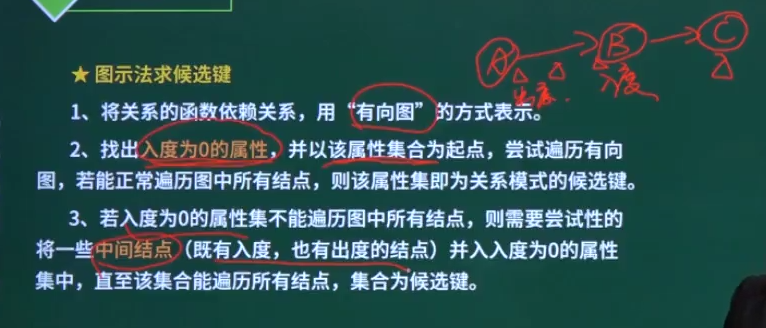 ★ 图示法求候选键
1、将关系的函数依赖关系，用“有向图”的方式表示。
2、找出入度为0的属性，并以该属性集合为起点，尝试遍历有向
图，若能正常遍历图中所有结点，则该属性集即为关系模式的候选键。
3、若入度为0的属性集不能遍历图中所有结点，则需要尝试性的
将一些中间结点（既有入度，也有出度的结点）并入入度为0的属性
集中，直至该集合能遍历所有结点，集合为候选键。
A B C
出度 入度